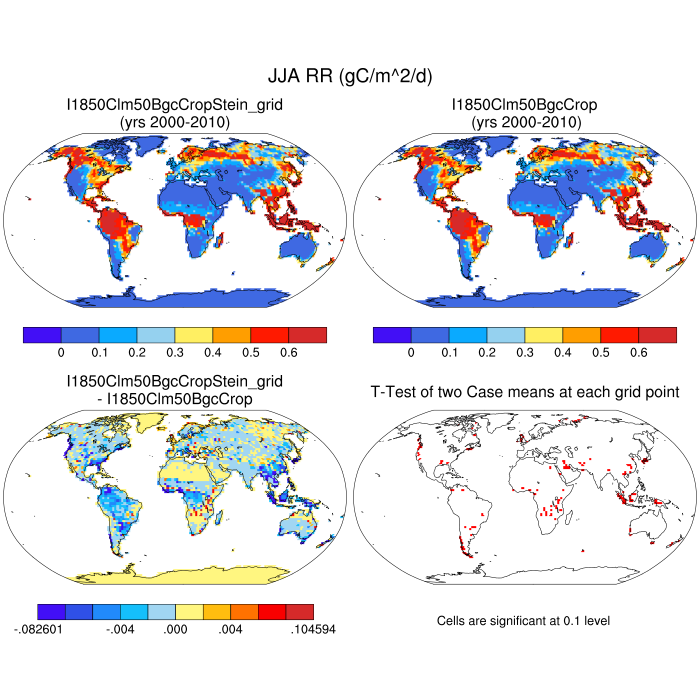 JJA RR (gC/m^2/d)
I1850Clm50BgcCropStein_grid
(yrs 2000-2010)
I1850Clm50BgcCrop
(yrs 2000-2010)
0 0.1 0.2 0.3 0.4 0.5 0.6
0 0.1 0.2 0.3 0.4 0.5 0.6
I1850Clm50BgcCropStein_grid
- I1850Clm50BgcCrop
T-Test of two Case means at each grid point
-.082601 -.004 .000 .004 .104594
Cells are significant at 0.1 level